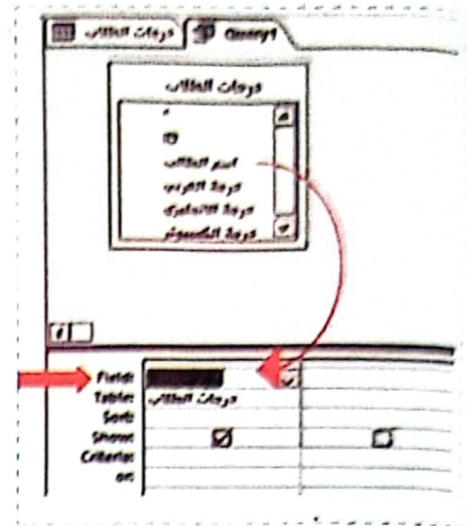 درجات الطلاب Query1
درجات الطلاب
*
ID
اسم الطالب
درجة العربي
درجة الانجليزي
درجة الكمبيوتر
Field:
Table: درجات الطلاب
Sort:
Show:
Criteria:
or: